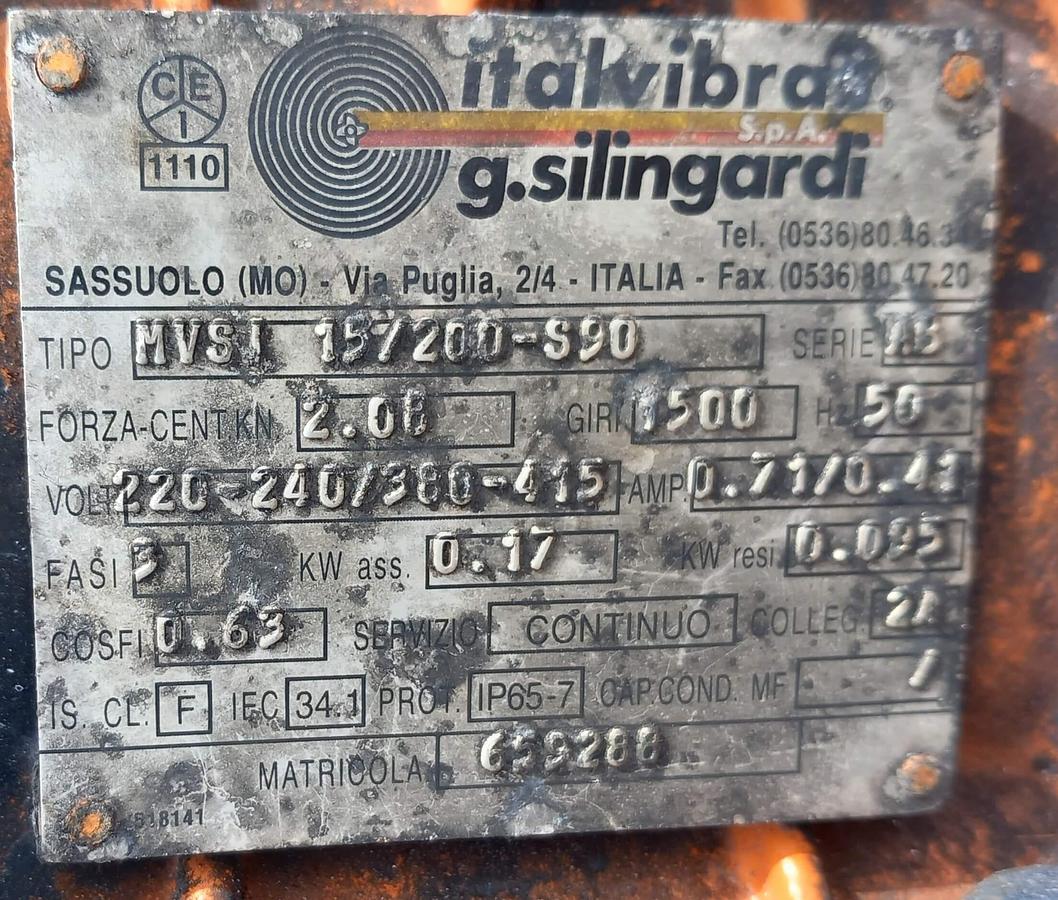 CEI
1110
italvibras
S.p.A.
g.silingardi
Tel. (0536)80.46.34
SASSUOLO (MO) - Via Puglia, 2/4 - ITALIA - Fax (0536)80.47.20
TIPO MVSI 15/200-S90 SERIE
FORZA-CENT.KN. 2.08 GIRI 1500 Hz 50
VOLT 220-240/380-415 AMP. 0.71/0.41
FASI 3 KW ass. 0.17 KW resi 0.095
COSFI 0.63 SERVIZIO CONTINUO COLLEG.
IS. CL. F IEC 34.1 PROT. IP65-7 CAP.COND. MF /
MATRICOLA 659288